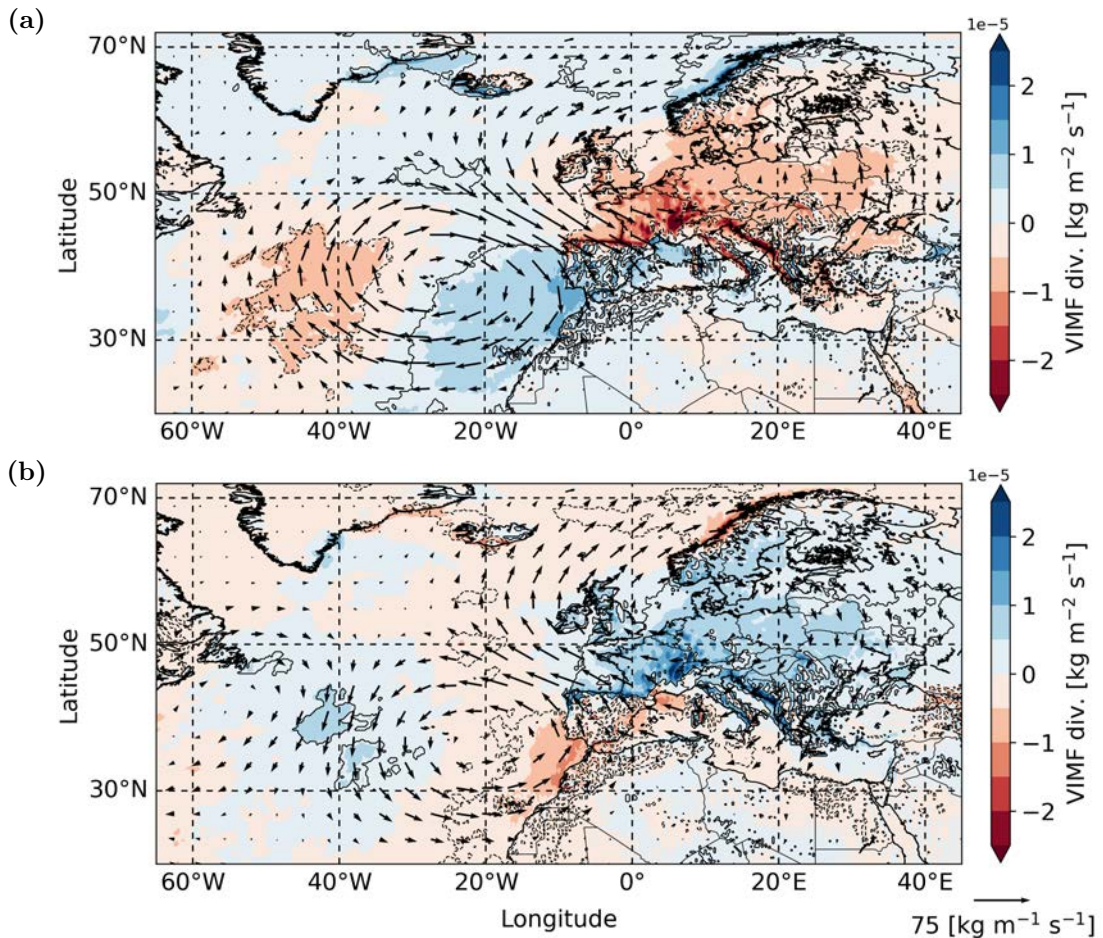 (a)
1e−5
70°N
50°N
30°N
Latitude
60°W 40°W 20°W 0° 20°E 40°E
2
1
0
−1
−2
VIMF div. [kg m⁻² s⁻¹]
(b)
1e−5
70°N
50°N
30°N
Latitude
60°W 40°W 20°W 0° 20°E 40°E
Longitude
2
1
0
−1
−2
VIMF div. [kg m⁻² s⁻¹]
75 [kg m⁻¹ s⁻¹]